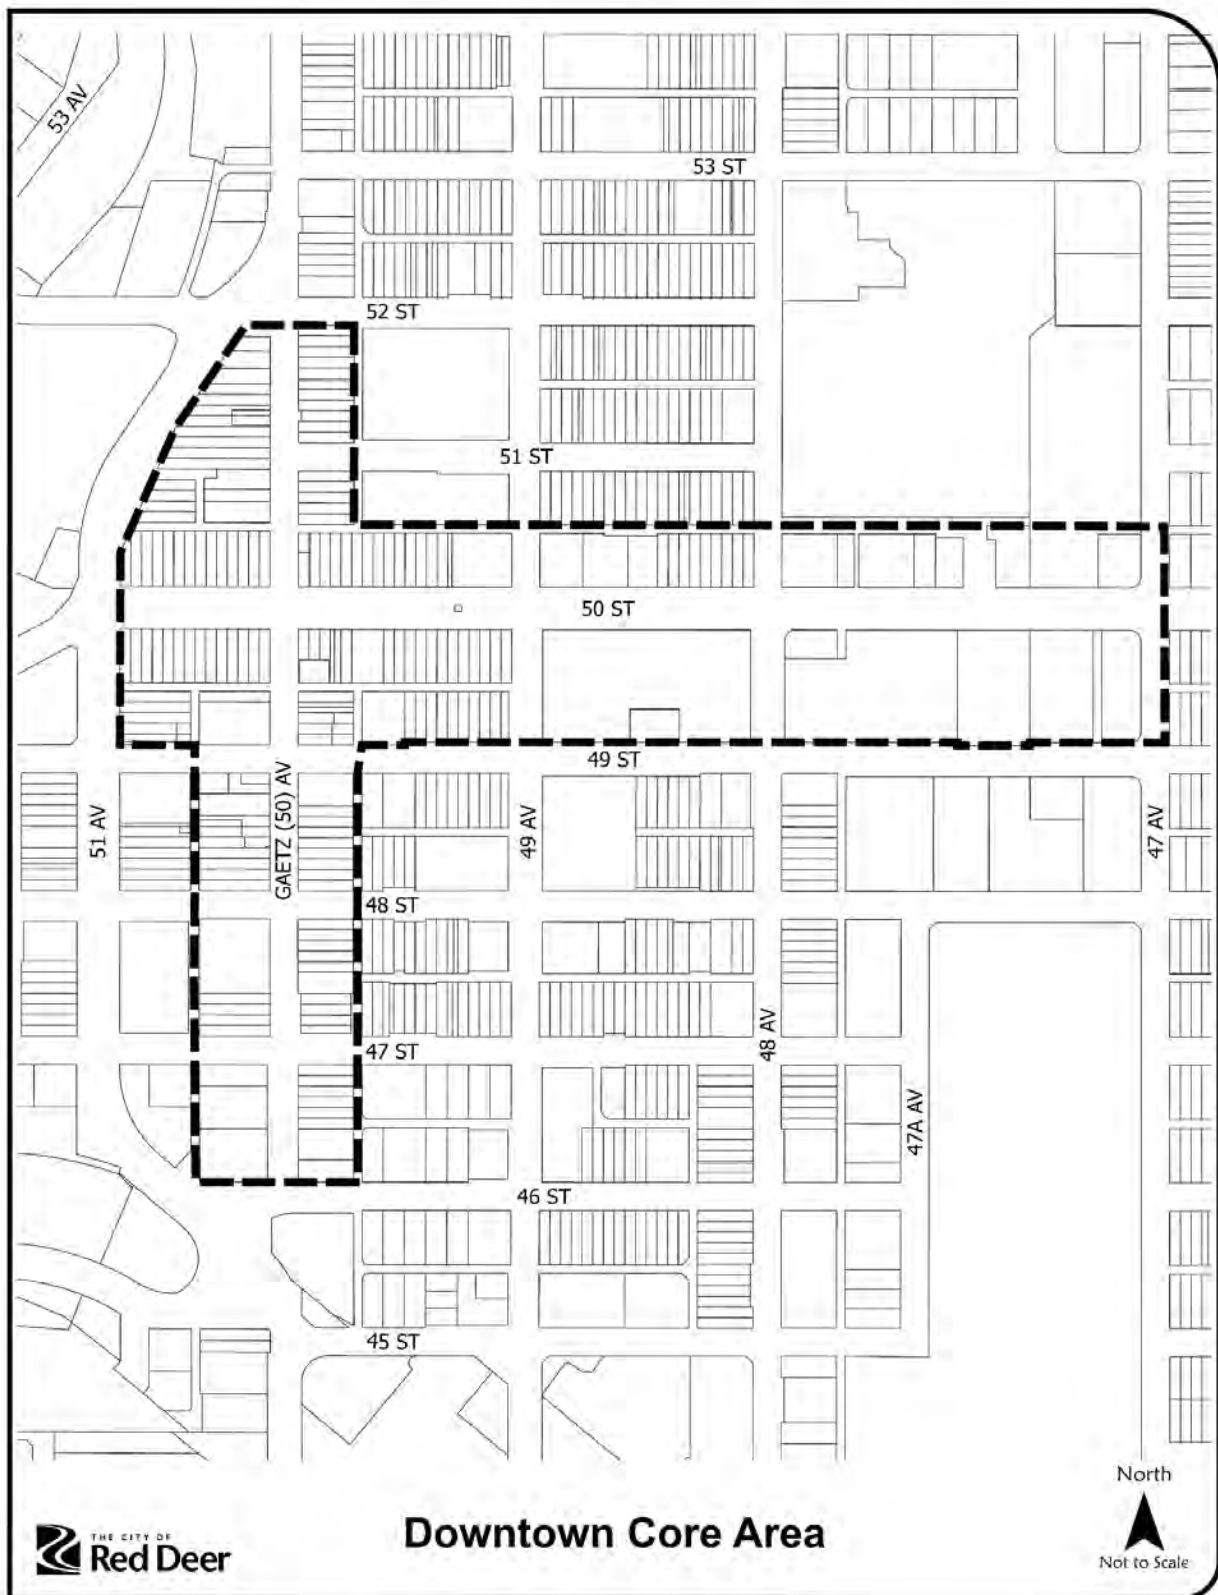 53 AV
53 ST
52 ST
51 ST
50 ST
49 ST
51 AV
GAETZ (50) AV
49 AV
47 AV
48 ST
48 AV
47 ST
47A AV
46 ST
45 ST
North
Not to Scale
THE CITY OF
Red Deer
Downtown Core Area